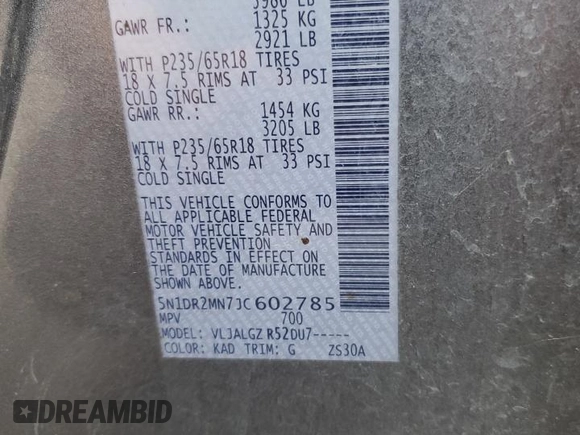 3986 LB
GAWR FR.: 1325 KG
2921 LB
WITH P235/65R18 TIRES
18 X 7.5 RIMS AT 33 PSI
COLD SINGLE
GAWR RR.: 1454 KG
3205 LB
WITH P235/65R18 TIRES
18 X 7.5 RIMS AT 33 PSI
COLD SINGLE
THIS VEHICLE CONFORMS TO
ALL APPLICABLE FEDERAL
MOTOR VEHICLE SAFETY AND
THEFT PREVENTION
STANDARDS IN EFFECT ON
THE DATE OF MANUFACTURE
SHOWN ABOVE.
5N1DR2MN7JC602785
MPV 700
MODEL: VLJALGZ R52DU7-----
COLOR: KAD TRIM: G ZS30A
DREAMBID